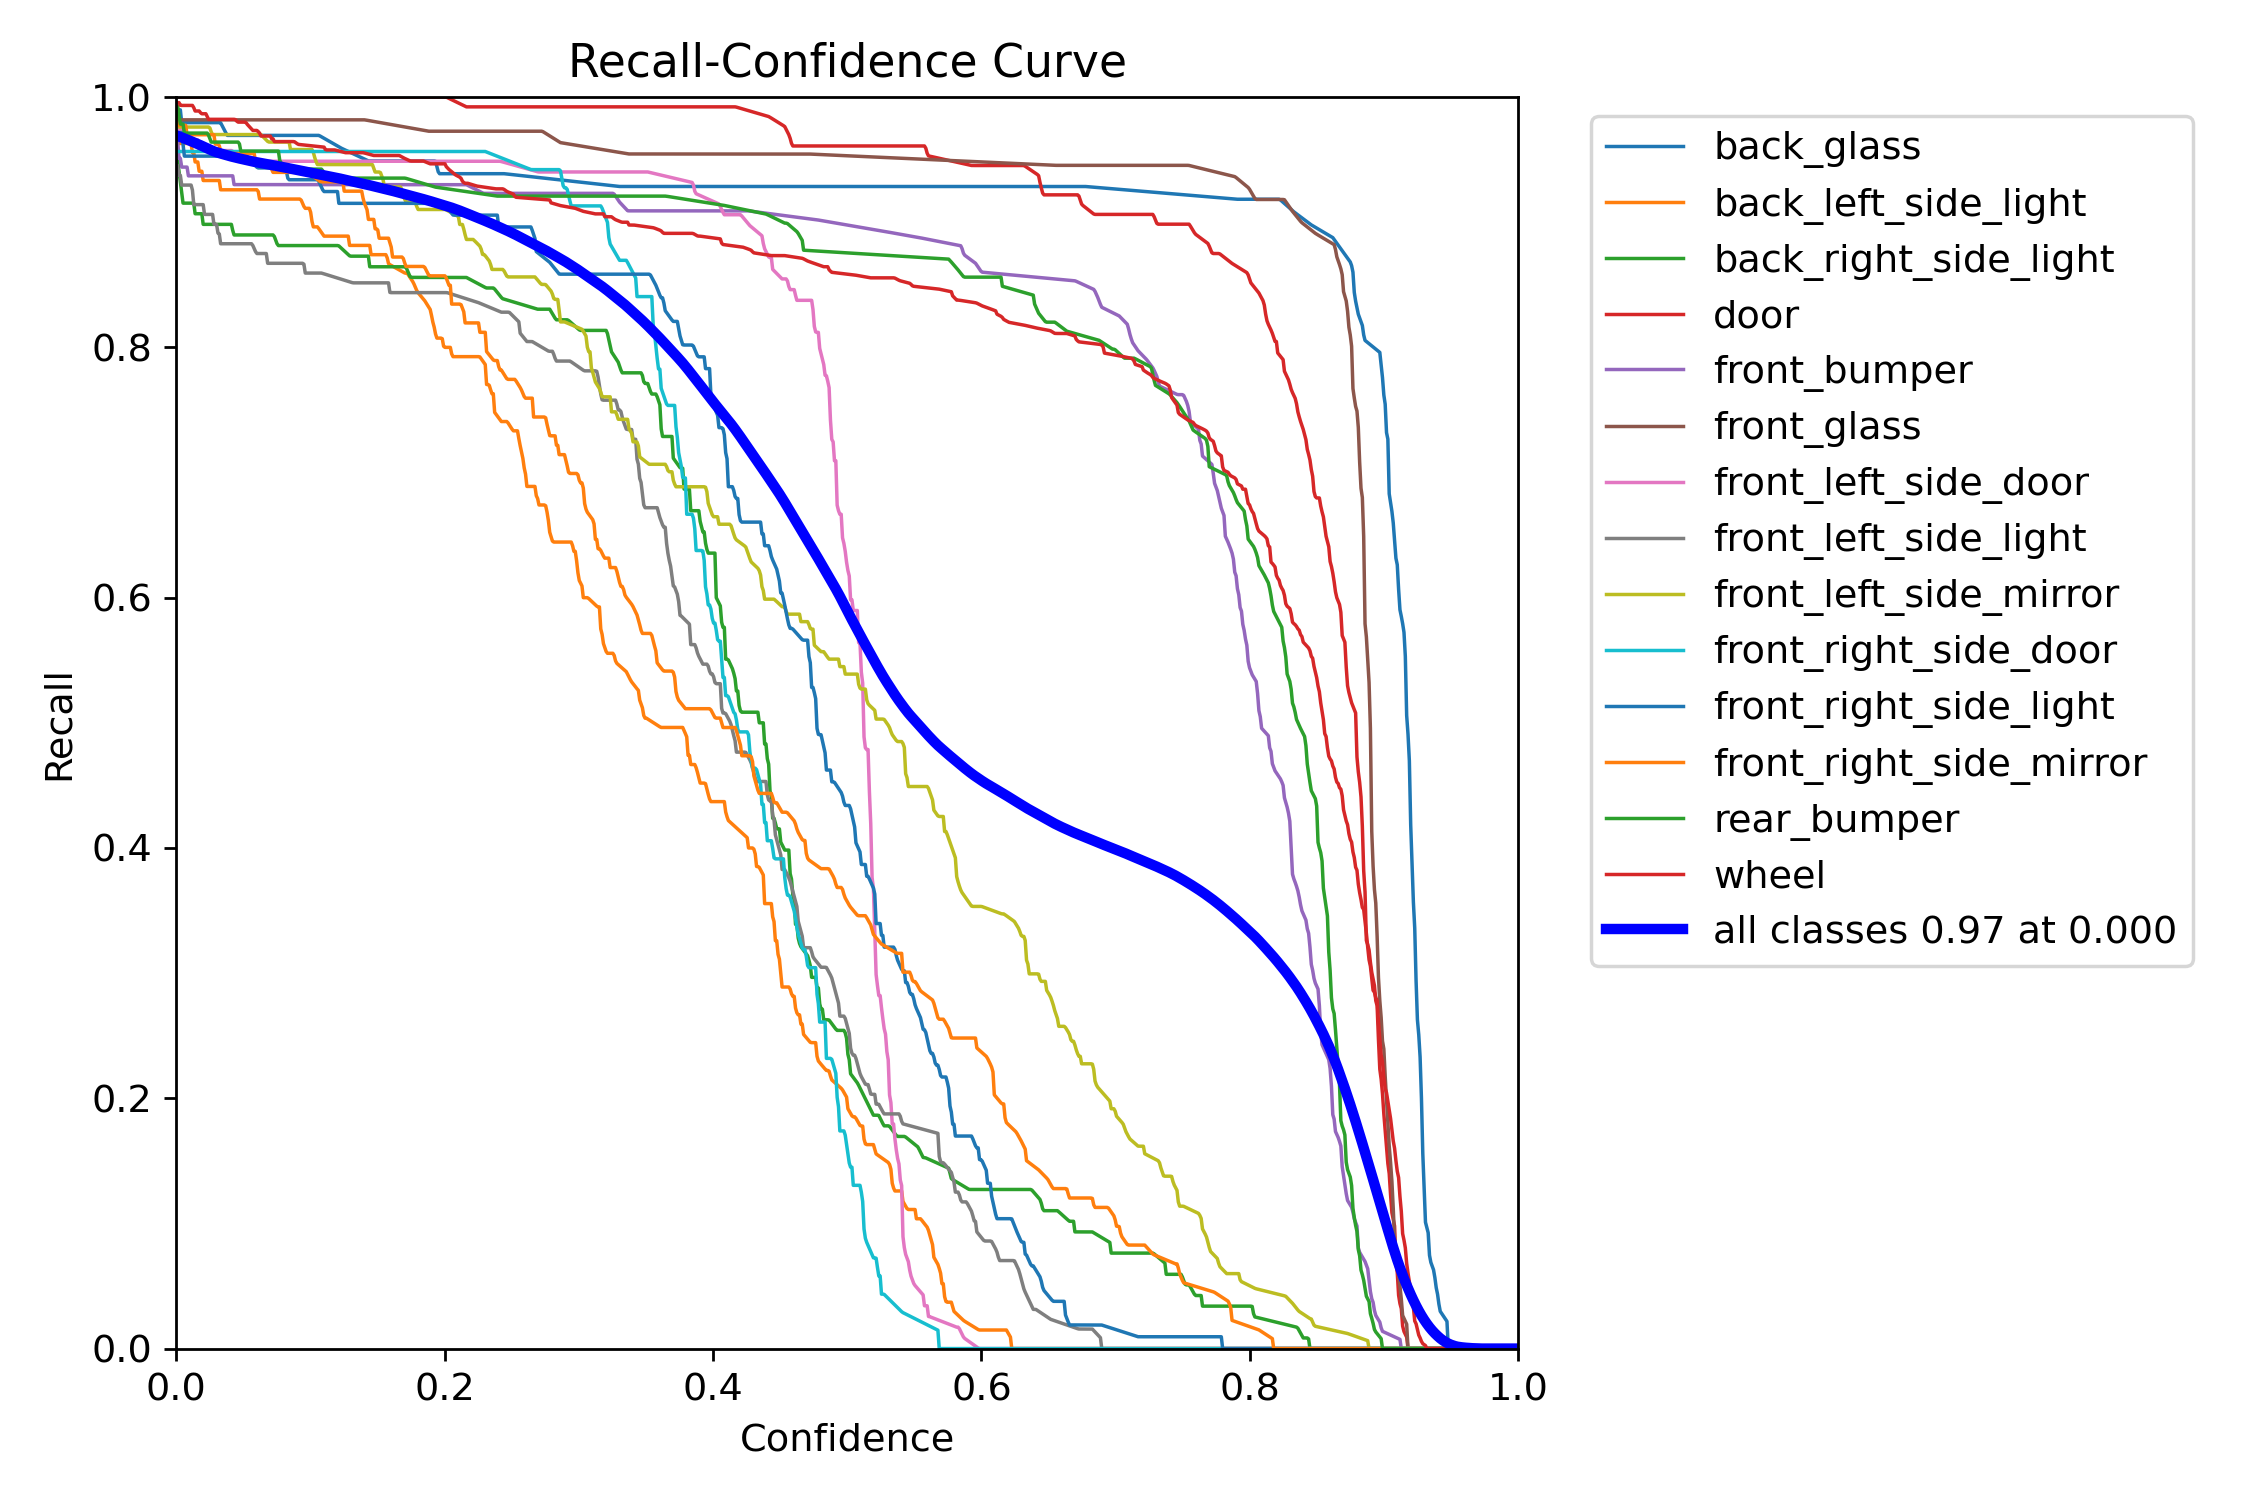 Recall-Confidence Curve
1.0
0.8
0.6
0.4
0.2
0.0
Recall
0.0 0.2 0.4 0.6 0.8 1.0
Confidence
back_glass
back_left_side_light
back_right_side_light
door
front_bumper
front_glass
front_left_side_door
front_left_side_light
front_left_side_mirror
front_right_side_door
front_right_side_light
front_right_side_mirror
rear_bumper
wheel
all classes 0.97 at 0.000